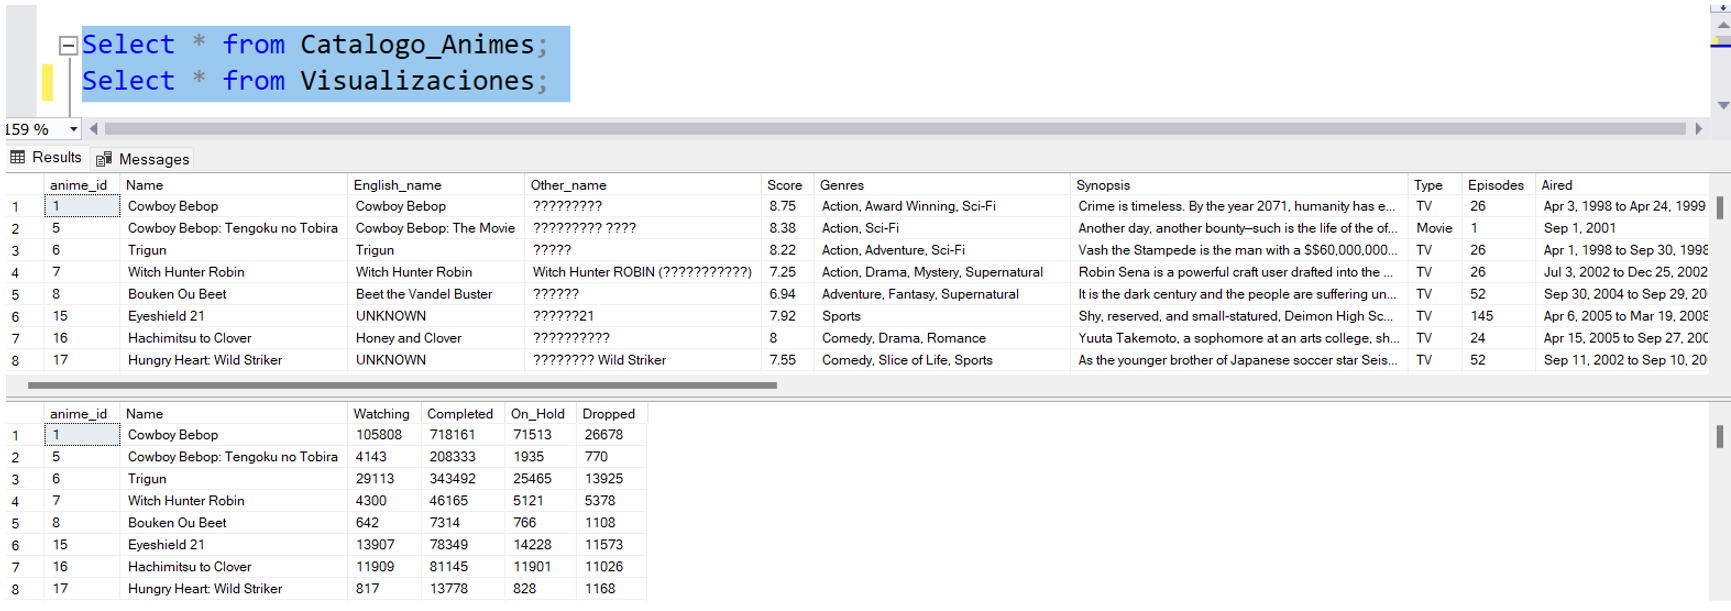 Select * from Catalogo_Animes;
Select * from Visualizaciones;
159 %
Results Messages
anime_id Name English_name Other_name Score Genres Synopsis Type Episodes Aired
1 1 Cowboy Bebop Cowboy Bebop ????????? 8.75 Action, Award Winning, Sci-Fi Crime is timeless. By the year 2071, humanity has e... TV 26 Apr 3, 1998 to Apr 24, 1999
2 5 Cowboy Bebop: Tengoku no Tobira Cowboy Bebop: The Movie ????????? ???? 8.38 Action, Sci-Fi Another day, another bounty—such is the life of the of... Movie 1 Sep 1, 2001
3 6 Trigun Trigun ????? 8.22 Action, Adventure, Sci-Fi Vash the Stampede is the man with a $$60,000,000... TV 26 Apr 1, 1998 to Sep 30, 1998
4 7 Witch Hunter Robin Witch Hunter Robin Witch Hunter ROBIN (???????????) 7.25 Action, Drama, Mystery, Supernatural Robin Sena is a powerful craft user drafted into the ... TV 26 Jul 3, 2002 to Dec 25, 2002
5 8 Bouken Ou Beet Beet the Vandel Buster ?????? 6.94 Adventure, Fantasy, Supernatural It is the dark century and the people are suffering un... TV 52 Sep 30, 2004 to Sep 29, 20
6 15 Eyeshield 21 UNKNOWN ??????21 7.92 Sports Shy, reserved, and small-statured, Deimon High Sc... TV 145 Apr 6, 2005 to Mar 19, 2008
7 16 Hachimitsu to Clover Honey and Clover ?????????? 8 Comedy, Drama, Romance Yuuta Takemoto, a sophomore at an arts college, sh... TV 24 Apr 15, 2005 to Sep 27, 200
8 17 Hungry Heart: Wild Striker UNKNOWN ???????? Wild Striker 7.55 Comedy, Slice of Life, Sports As the younger brother of Japanese soccer star Seis... TV 52 Sep 11, 2002 to Sep 10, 20
anime_id Name Watching Completed On_Hold Dropped
1 1 Cowboy Bebop 105808 718161 71513 26678
2 5 Cowboy Bebop: Tengoku no Tobira 4143 208333 1935 770
3 6 Trigun 29113 343492 25465 13925
4 7 Witch Hunter Robin 4300 46165 5121 5378
5 8 Bouken Ou Beet 642 7314 766 1108
6 15 Eyeshield 21 13907 78349 14228 11573
7 16 Hachimitsu to Clover 11909 81145 11901 11026
8 17 Hungry Heart: Wild Striker 817 13778 828 1168